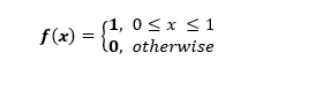 f(x) = {1, 0 ≤ x ≤ 1
0, otherwise